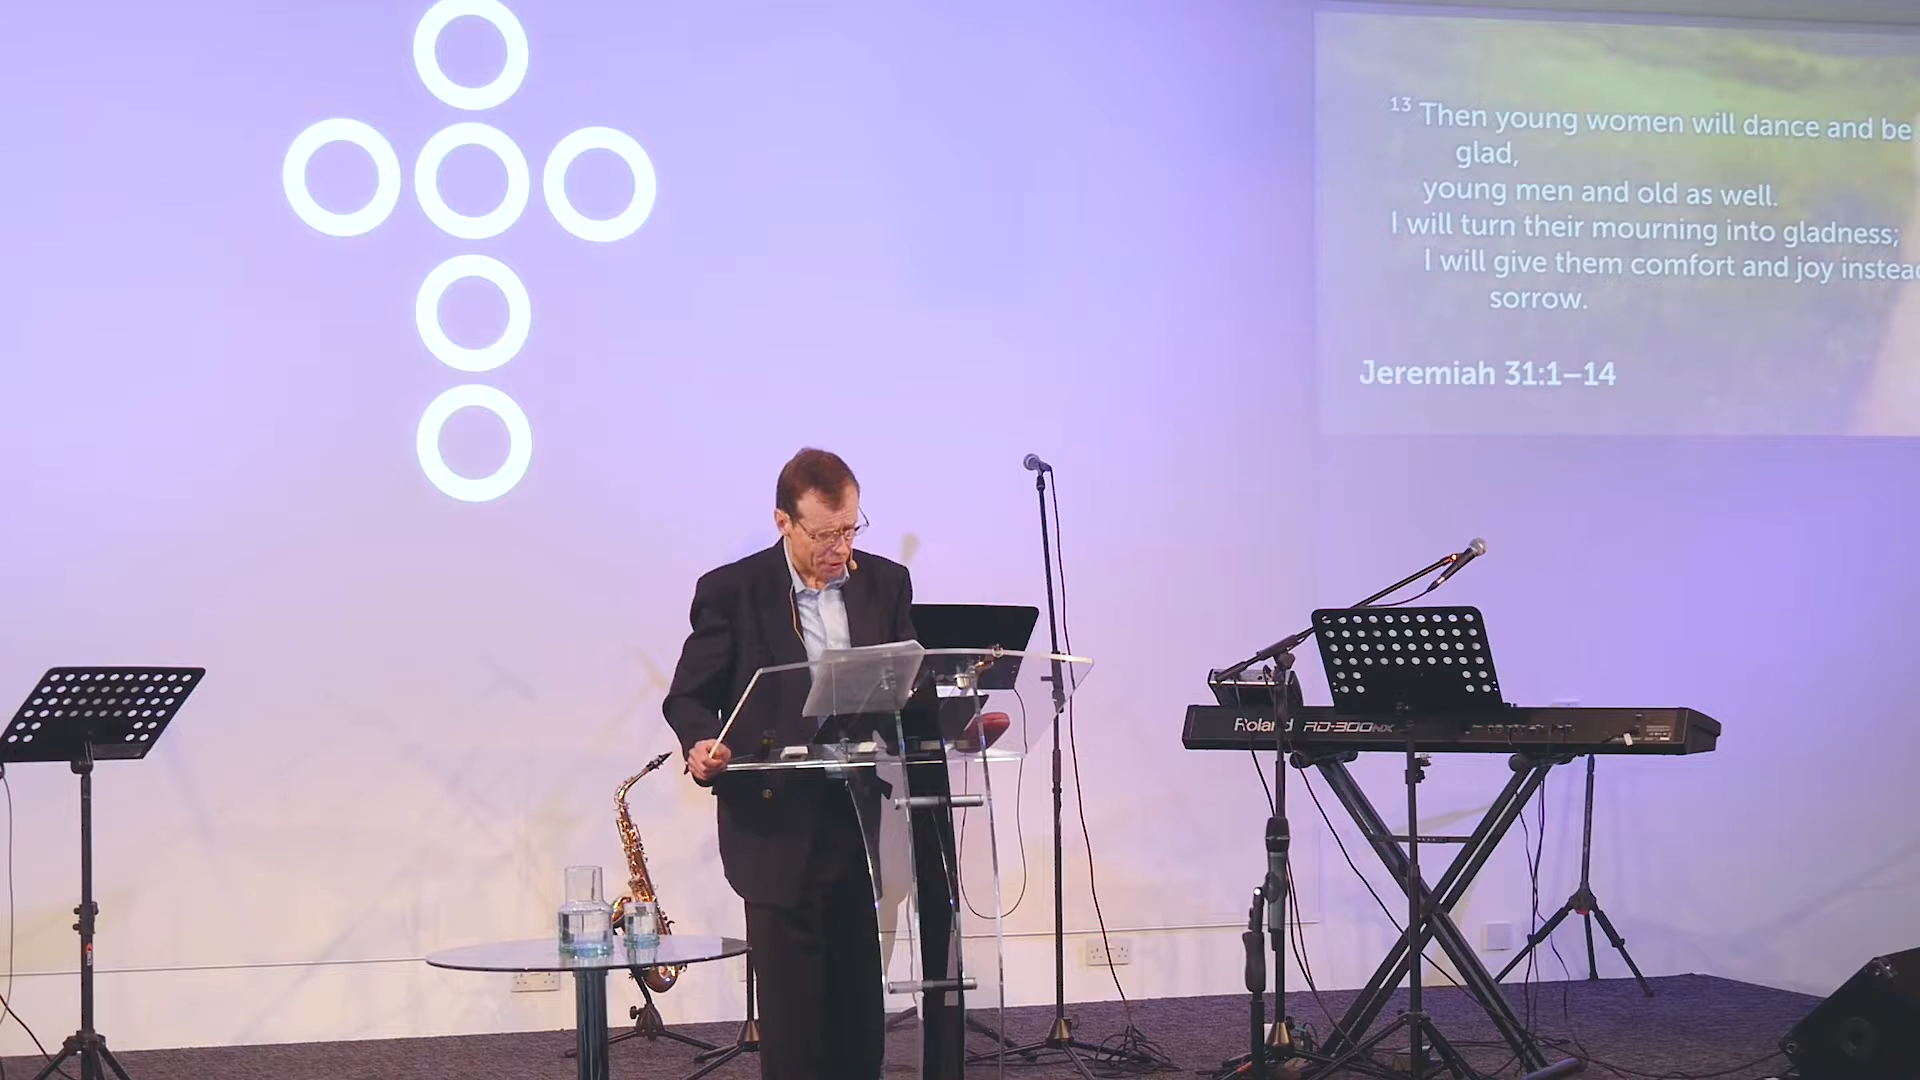 13 Then young women will dance and be
glad,
young men and old as well.
I will turn their mourning into gladness;
I will give them comfort and joy instead
sorrow.
Jeremiah 31:1–14
Roland RD-300NX